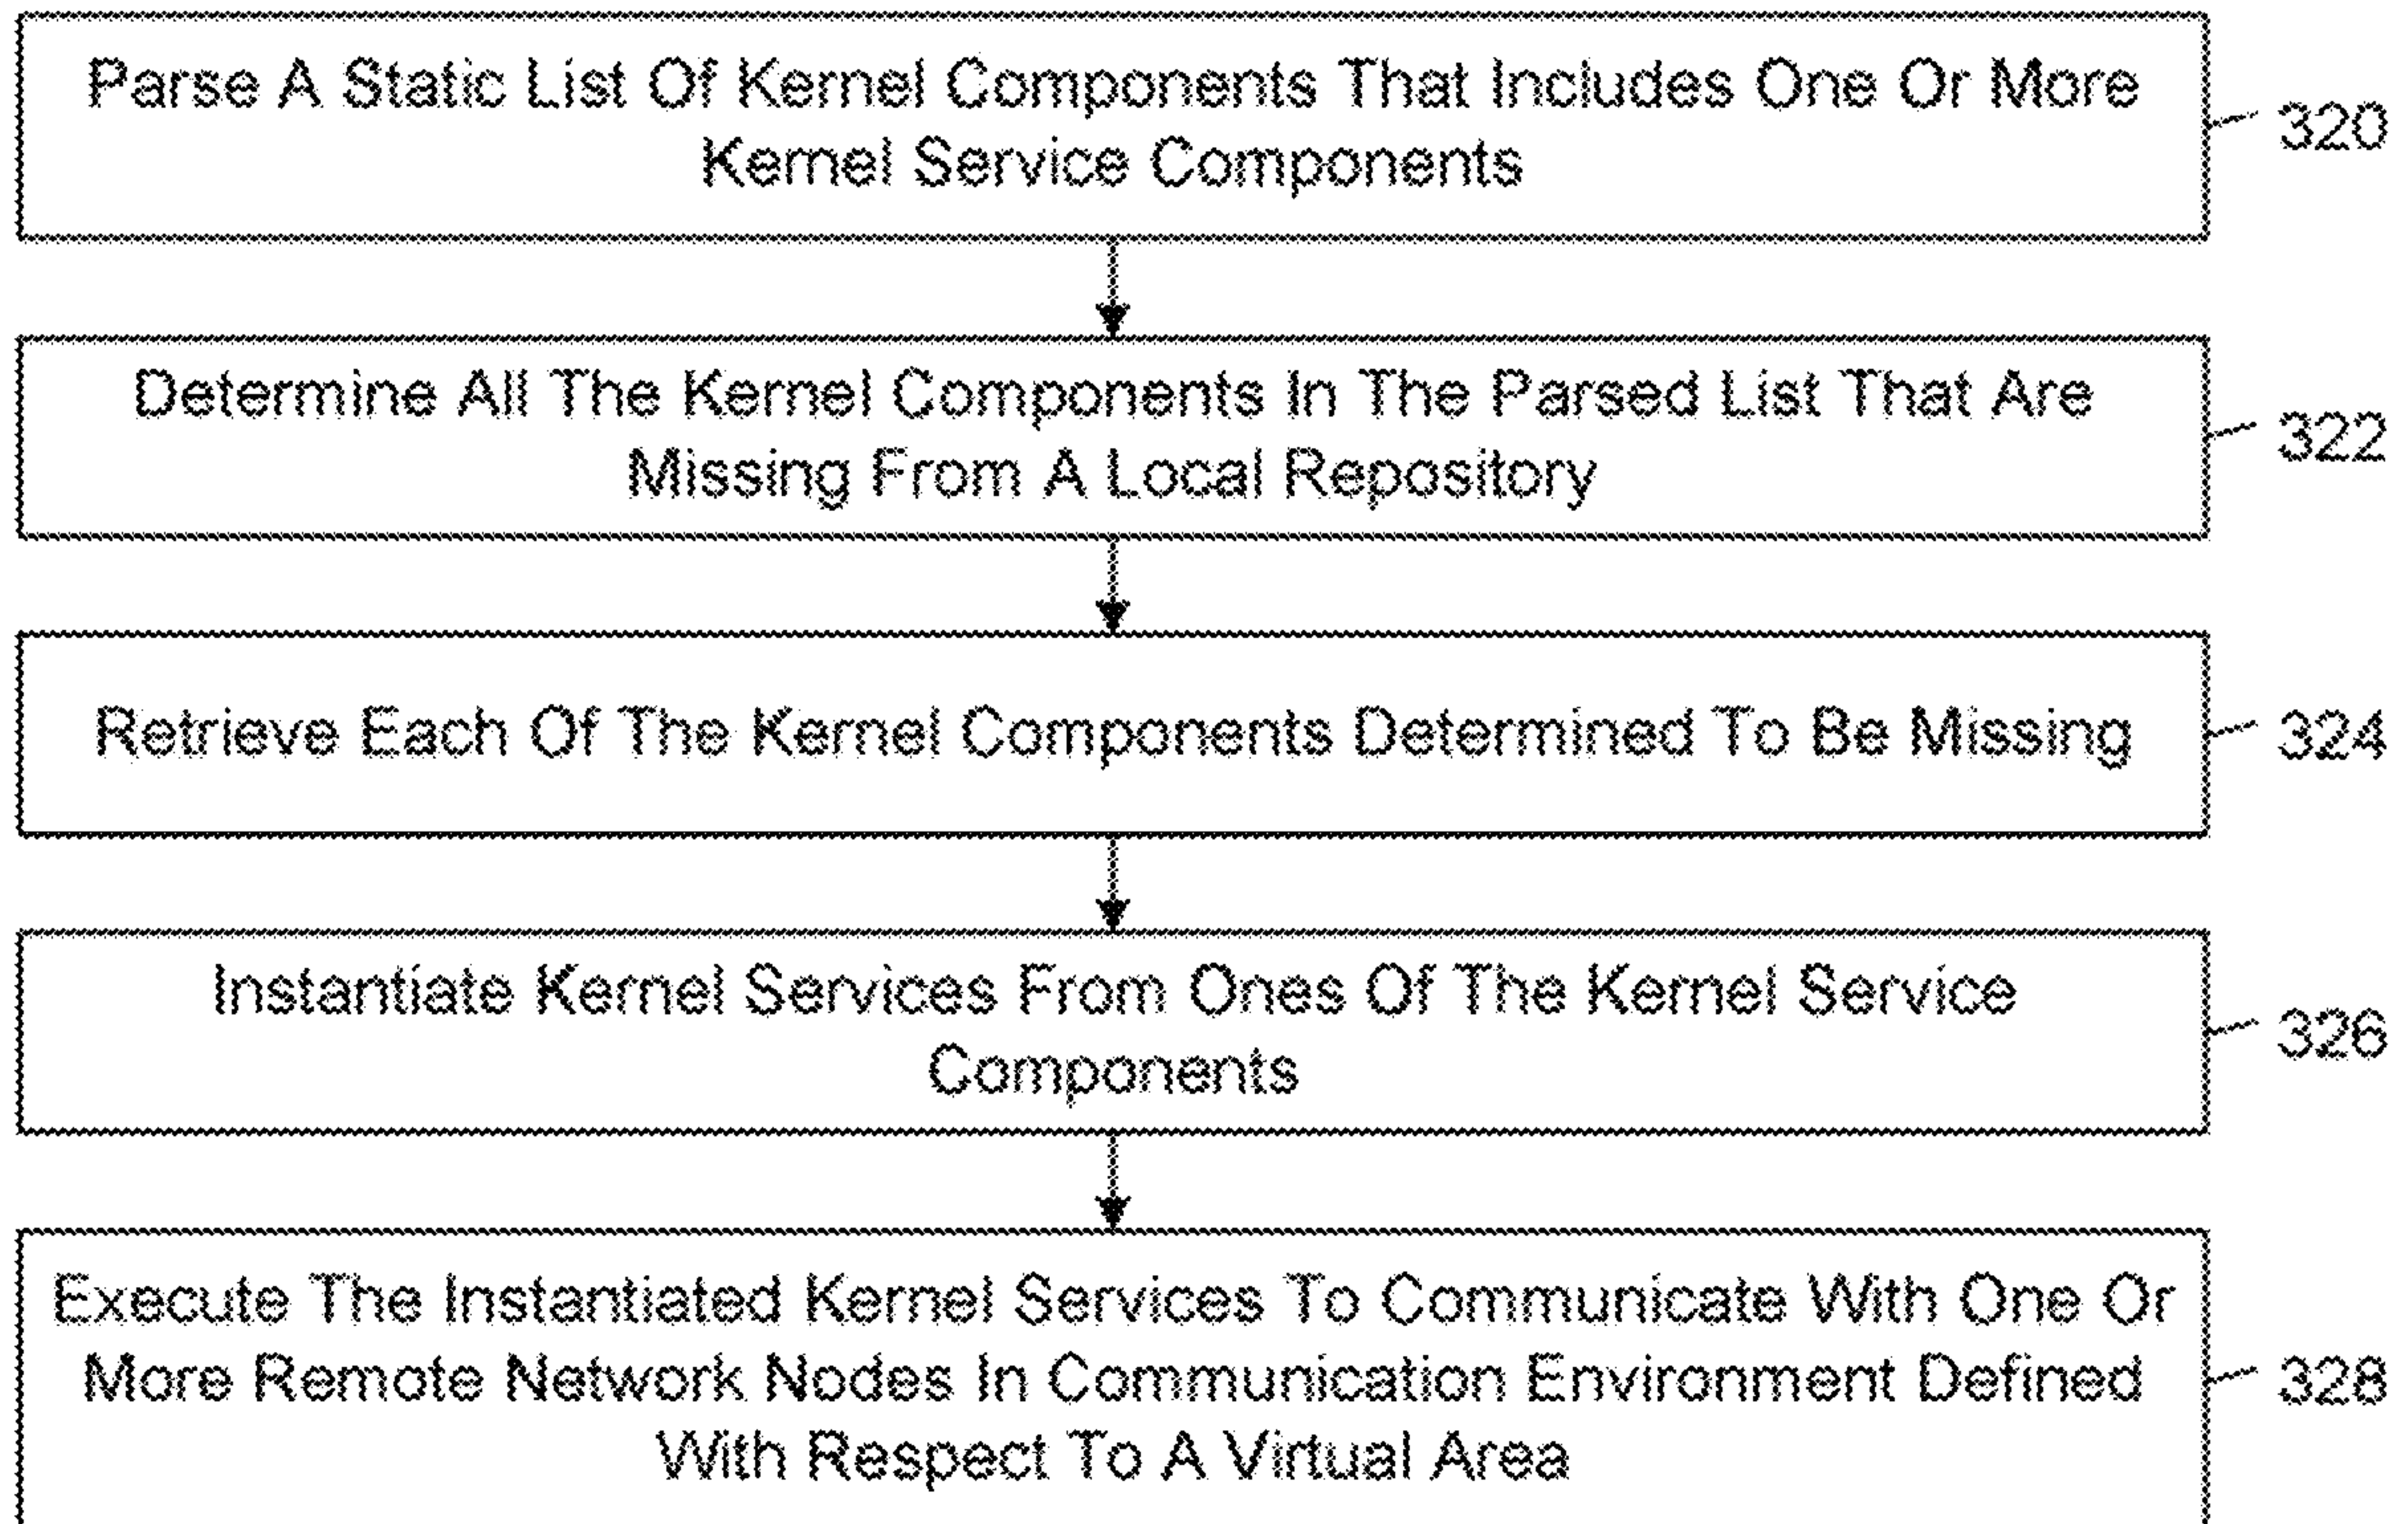 Parse A Static List Of Kernel Components That Includes One Or More
Kernel Service Components
320
Determine All The Kernel Components In The Parsed List That Are
Missing From A Local Repository
322
Retrieve Each Of The Kernel Components Determined To Be Missing
324
Instantiate Kernel Services From Ones Of The Kernel Service
Components
326
Execute The Instantiated Kernel Services To Communicate With One Or
More Remote Network Nodes In Communication Environment Defined
With Respect To A Virtual Area
328